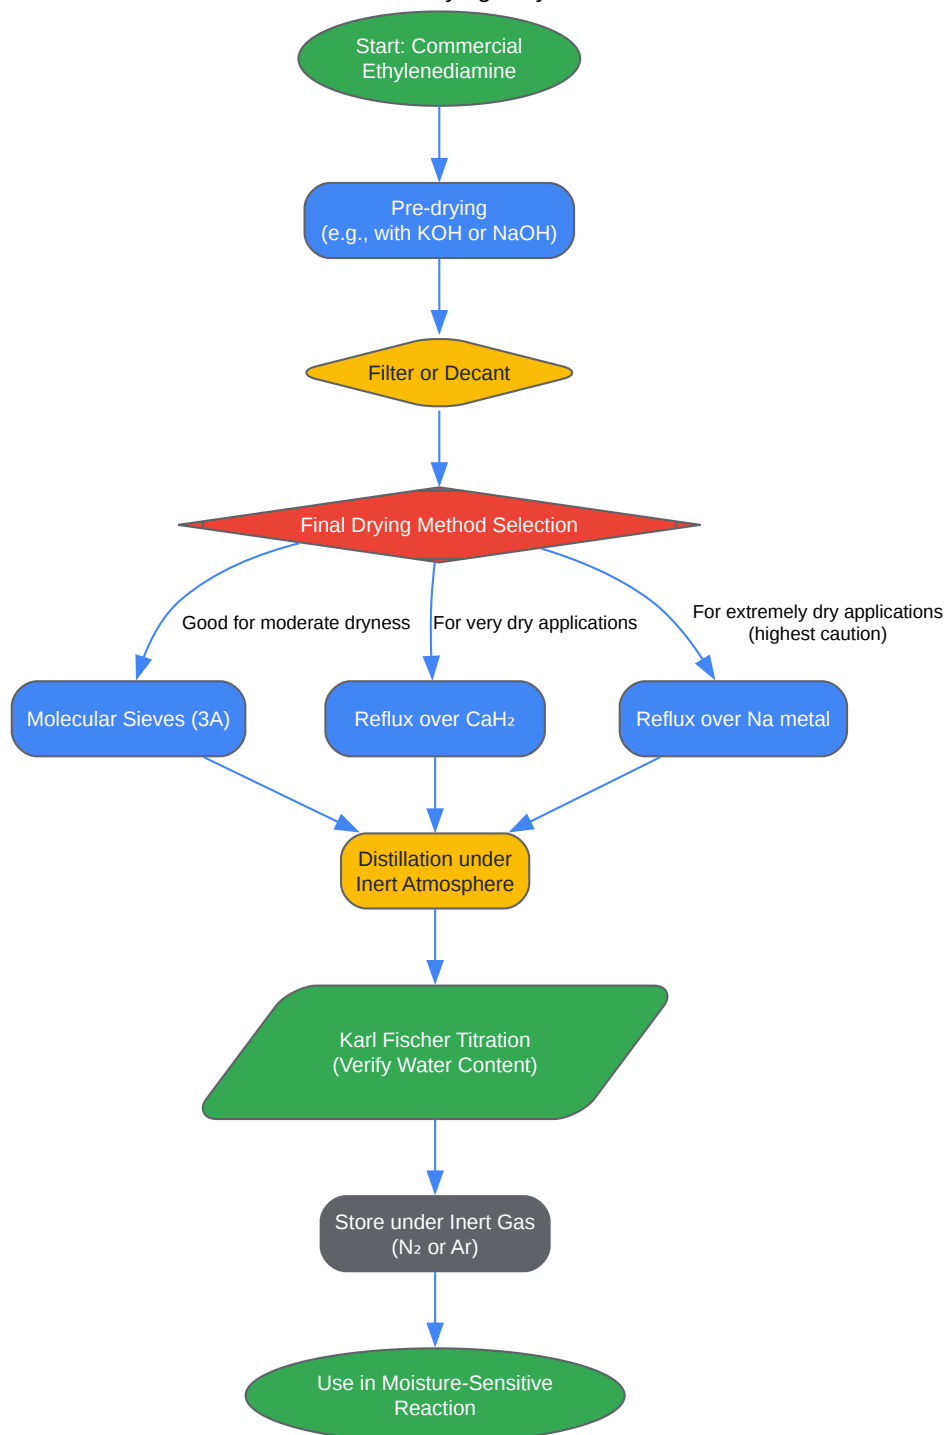 Start: Commercial
Ethylenediamine
Pre-drying
(e.g., with KOH or NaOH)
Filter or Decant
Final Drying Method Selection
Good for moderate dryness
For very dry applications
For extremely dry applications
(highest caution)
Molecular Sieves (3A)
Reflux over CaH₂
Reflux over Na metal
Distillation under
Inert Atmosphere
Karl Fischer Titration
(Verify Water Content)
Store under Inert Gas
(N₂ or Ar)
Use in Moisture-Sensitive
Reaction